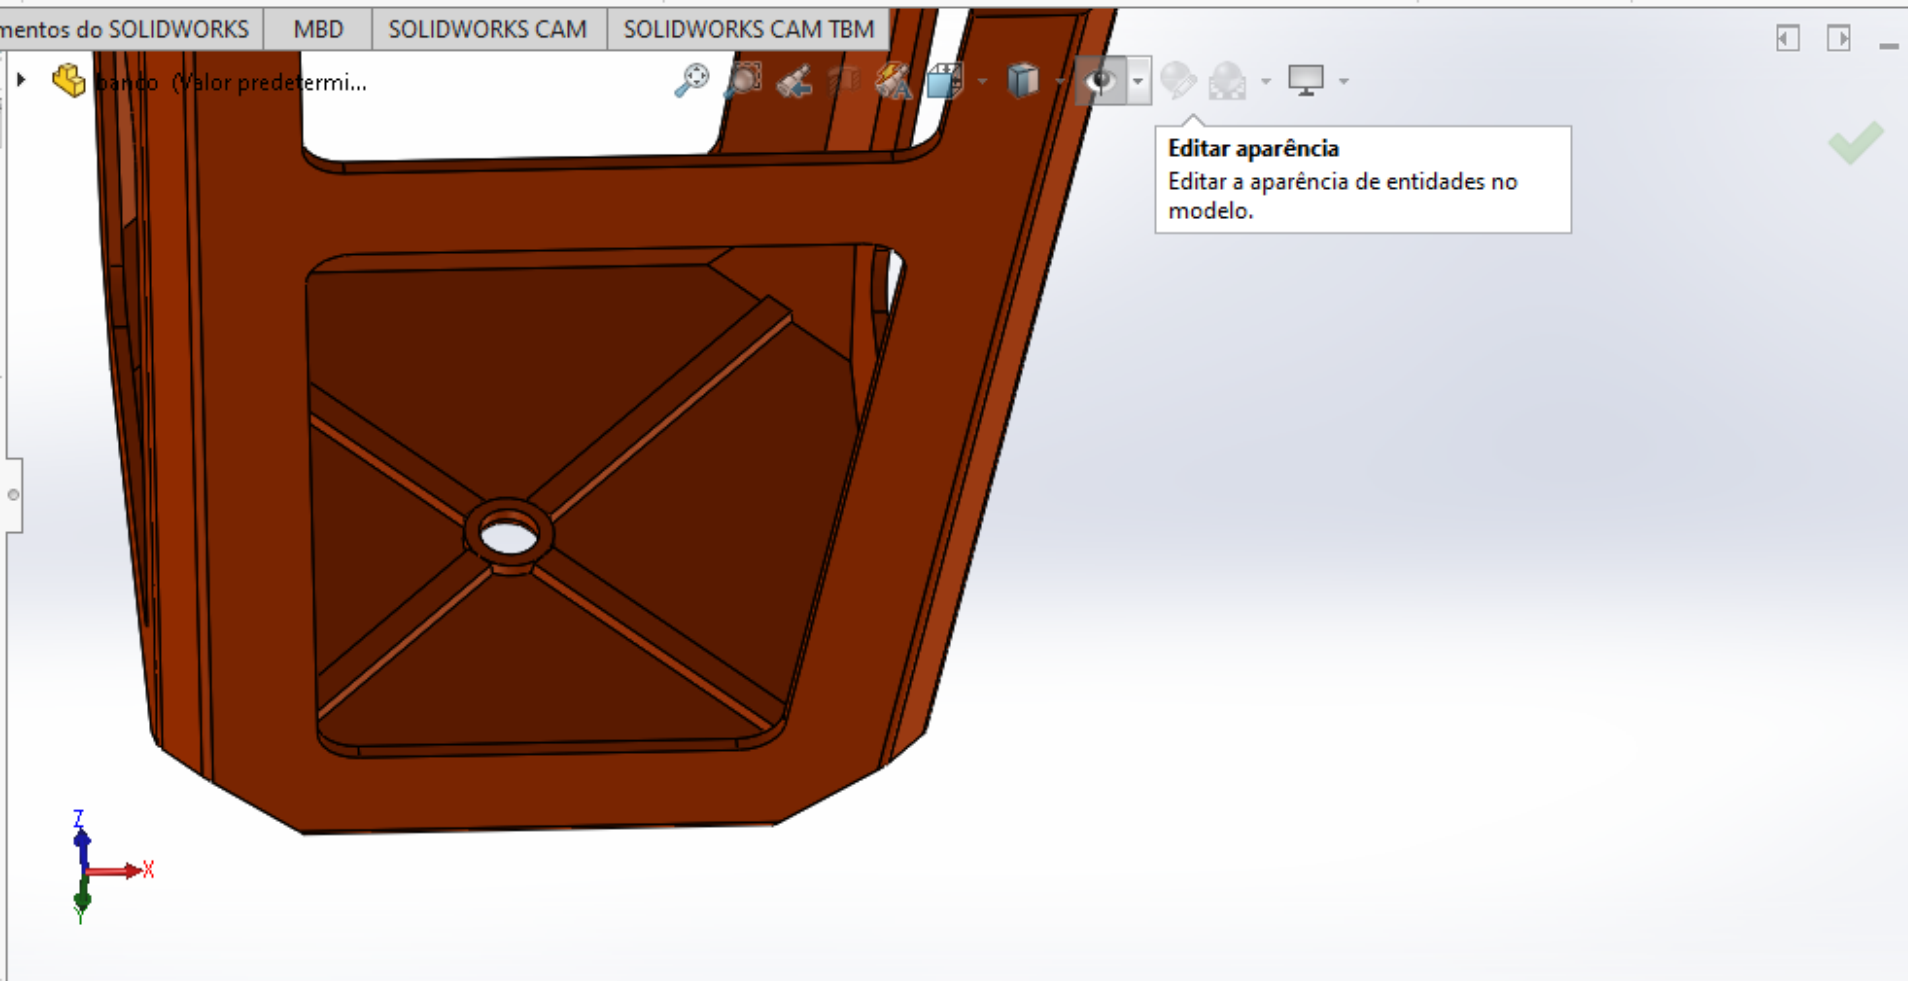 mentos do SOLIDWORKS
MBD
SOLIDWORKS CAM
SOLIDWORKS CAM TBM
banco (Valor predetermi...
Editar aparência
Editar a aparência de entidades no
modelo.
Z
X
Y